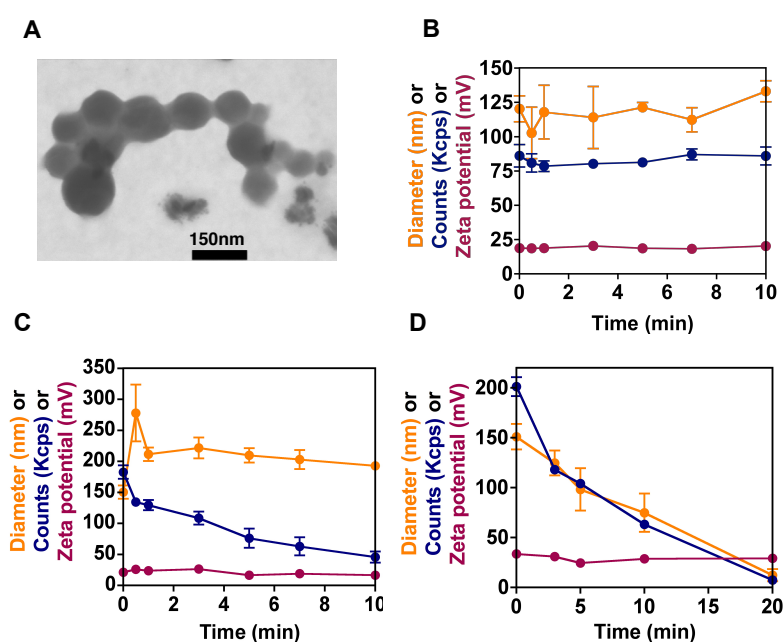 A
150nm
B
Diameter (nm) or
Counts (Kcps) or
Zeta potential (mV)
150
125
100
75
50
25
0
0 2 4 6 8 10
Time (min)
C
Diameter (nm) or
Counts (Kcps) or
Zeta potential (mV)
350
300
250
200
150
100
50
0
0 2 4 6 8 10
Time (min)
D
Diameter (nm) or
Counts (Kcps) or
Zeta potential (mV)
200
150
100
50
0
0 5 10 15 20
Time (min)